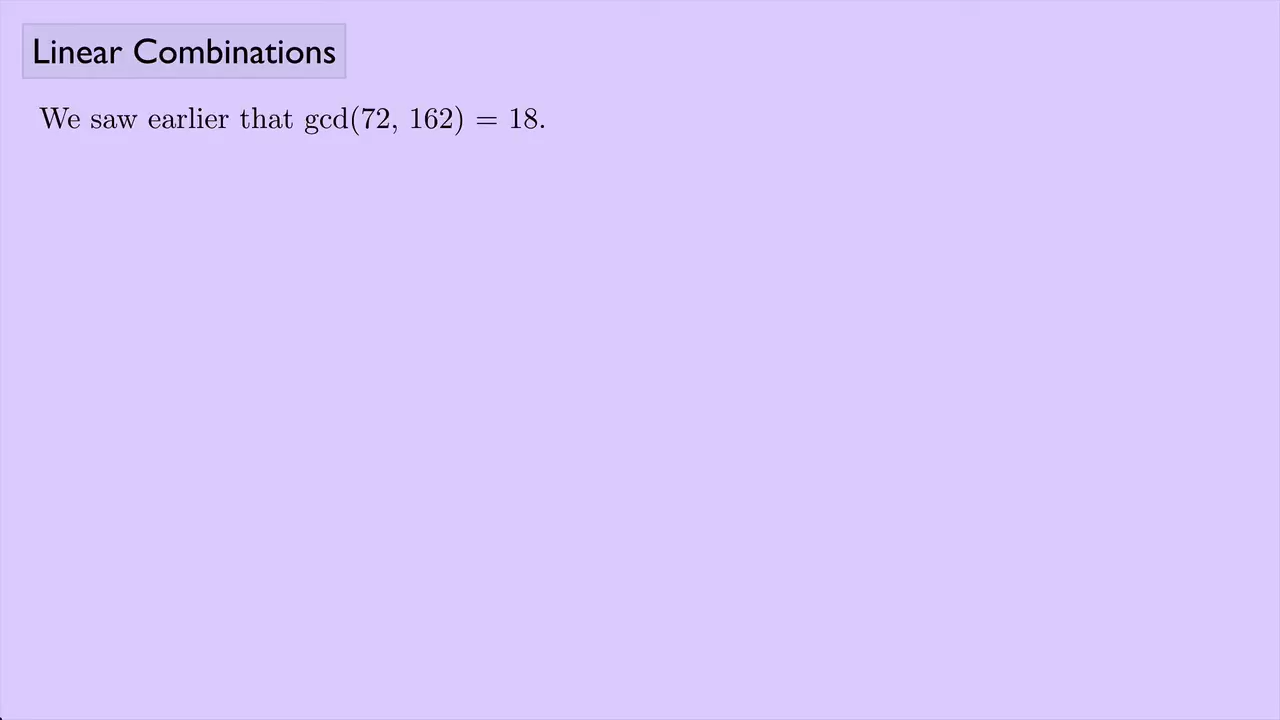 Linear Combinations
We saw earlier that gcd(72, 162) = 18.